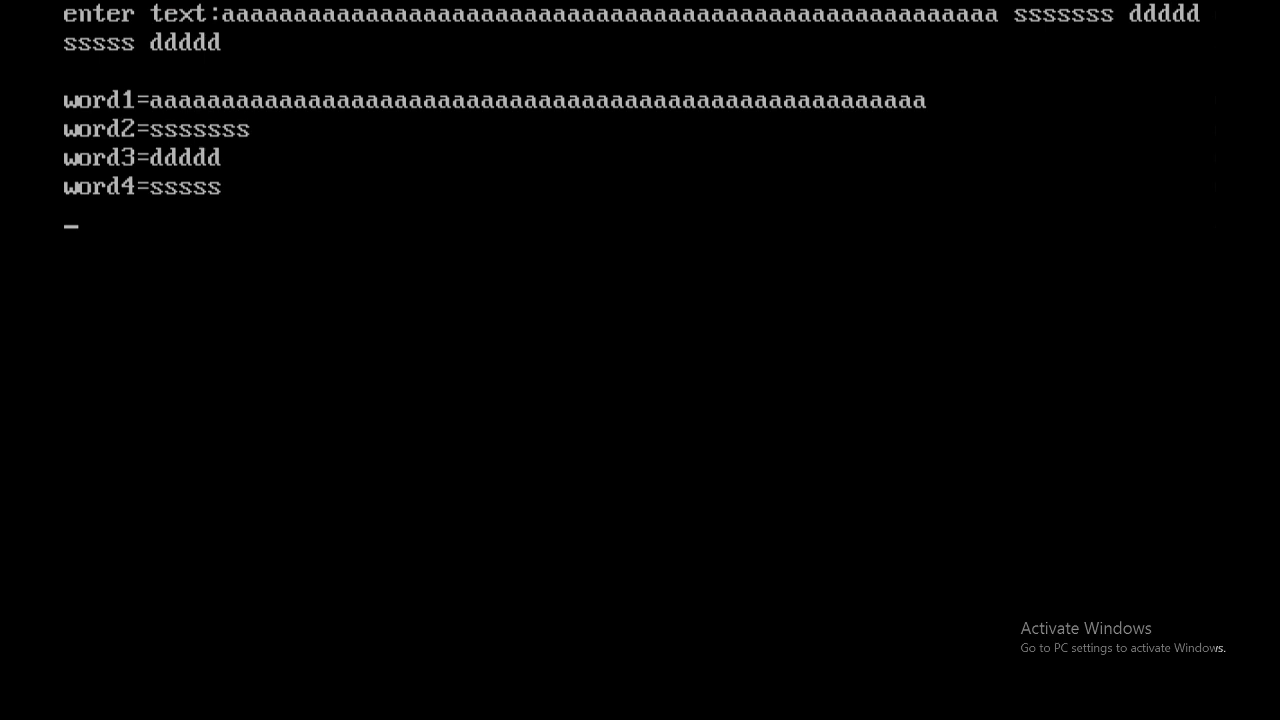 enter text:aaaaaaaaaaaaaaaaaaaaaaaaaaaaaaaaaaaaaaaaaaaaaaaaaaaaaa sssssss ddddd
sssss ddddd
word1=aaaaaaaaaaaaaaaaaaaaaaaaaaaaaaaaaaaaaaaaaaaaaaaaaaaaaa
word2=sssssss
word3=ddddd
word4=sssss
_
Activate Windows
Go to PC settings to activate Windows.